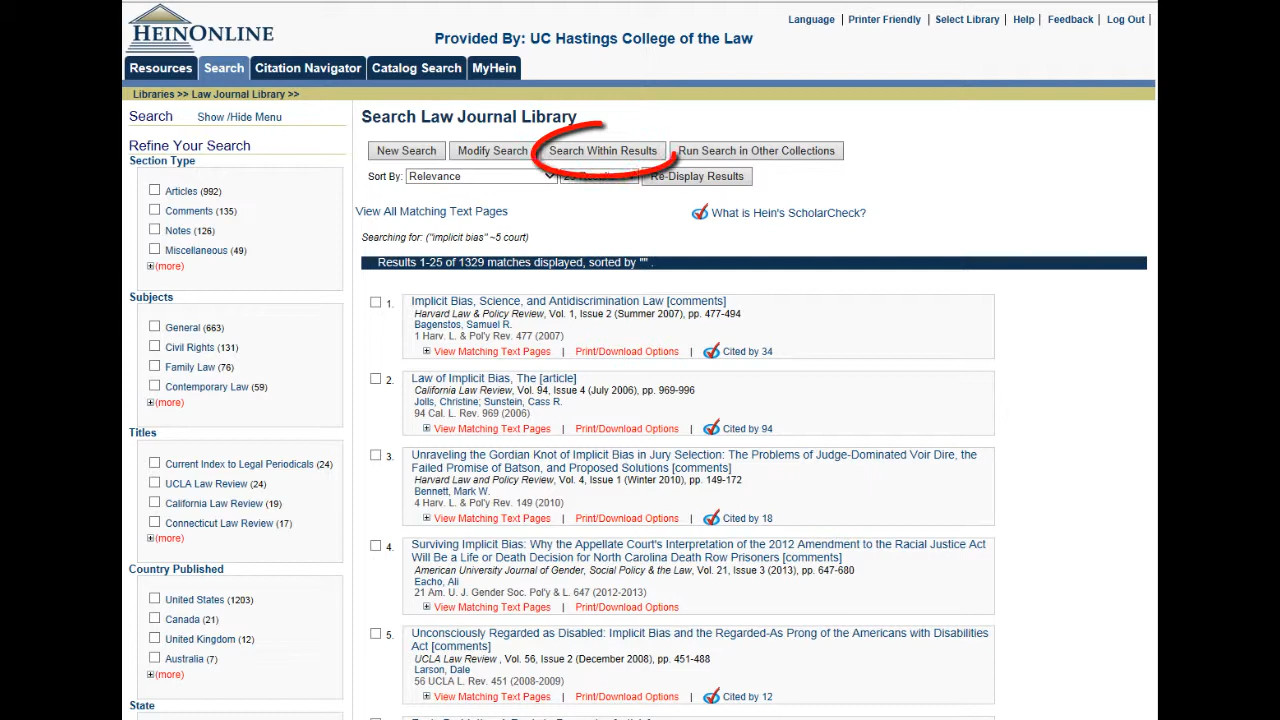 HEINONLINE
Language | Printer Friendly | Select Library | Help | Feedback | Log Out |
Provided By: UC Hastings College of the Law
Resources Search Citation Navigator Catalog Search MyHein
Libraries >> Law Journal Library >>
Search Show /Hide Menu
Refine Your Search
Section Type
Articles (992)
Comments (135)
Notes (126)
Miscellaneous (49)
(more)
Subjects
General (663)
Civil Rights (131)
Family Law (76)
Contemporary Law (59)
(more)
Titles
Current Index to Legal Periodicals (24)
UCLA Law Review (24)
California Law Review (19)
Connecticut Law Review (17)
(more)
Country Published
United States (1203)
Canada (21)
United Kingdom (12)
Australia (7)
(more)
State
Search Law Journal Library
New Search Modify Search Search Within Results Run Search in Other Collections
Sort By: Relevance Re-Display Results
View All Matching Text Pages What is Hein's ScholarCheck?
Searching for: ("implicit bias" ~5 court)
Results 1-25 of 1329 matches displayed, sorted by "" .
1. Implicit Bias, Science, and Antidiscrimination Law [comments]
Harvard Law & Policy Review, Vol. 1, Issue 2 (Summer 2007), pp. 477-494
Bagenstos, Samuel R.
1 Harv. L. & Pol'y Rev. 477 (2007)
View Matching Text Pages | Print/Download Options | Cited by 34
2. Law of Implicit Bias, The [article]
California Law Review, Vol. 94, Issue 4 (July 2006), pp. 969-996
Jolls, Christine; Sunstein, Cass R.
94 Cal. L. Rev. 969 (2006)
View Matching Text Pages | Print/Download Options | Cited by 94
3. Unraveling the Gordian Knot of Implicit Bias in Jury Selection: The Problems of Judge-Dominated Voir Dire, the
Failed Promise of Batson, and Proposed Solutions [comments]
Harvard Law and Policy Review, Vol. 4, Issue 1 (Winter 2010), pp. 149-172
Bennett, Mark W.
4 Harv. L. & Pol'y Rev. 149 (2010)
View Matching Text Pages | Print/Download Options | Cited by 18
4. Surviving Implicit Bias: Why the Appellate Court's Interpretation of the 2012 Amendment to the Racial Justice Act
Will Be a Life or Death Decision for North Carolina Death Row Prisoners [comments]
American University Journal of Gender, Social Policy & the Law, Vol. 21, Issue 3 (2013), pp. 647-680
Eacho, Ali
21 Am. U. J. Gender Soc. Pol'y & L. 647 (2012-2013)
View Matching Text Pages | Print/Download Options
5. Unconsciously Regarded as Disabled: Implicit Bias and the Regarded-As Prong of the Americans with Disabilities
Act [comments]
UCLA Law Review , Vol. 56, Issue 2 (December 2008), pp. 451-488
Larson, Dale
56 UCLA L. Rev. 451 (2008-2009)
View Matching Text Pages | Print/Download Options | Cited by 12